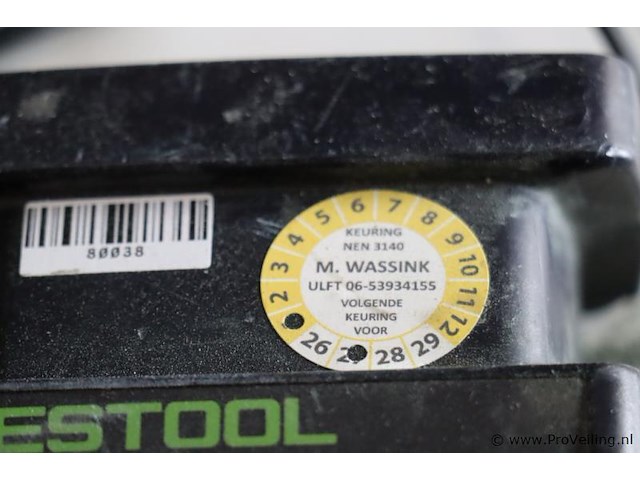 80038
2 3 4 5 6 7 8 9 10 11 12
KEURING
NEN 3140
M. WASSINK
ULFT 06-53934155
VOLGENDE
KEURING
VOOR
26 28 29
ESTOOL
© www.ProVeiling.nl